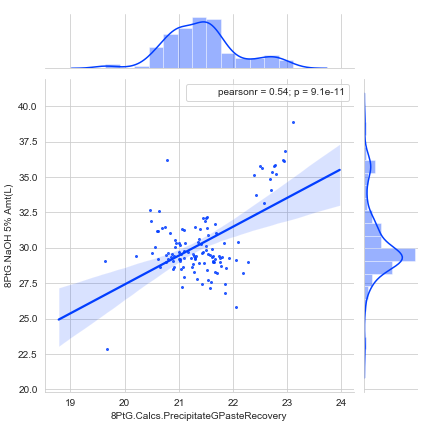 pearsonr = 0.54; p = 9.1e-11
40.0
37.5
35.0
32.5
30.0
27.5
25.0
22.5
20.0
8PtG.NaOH 5% Amt(L)
19 20 21 22 23 24
8PtG.Calcs.PrecipitateGPasteRecovery